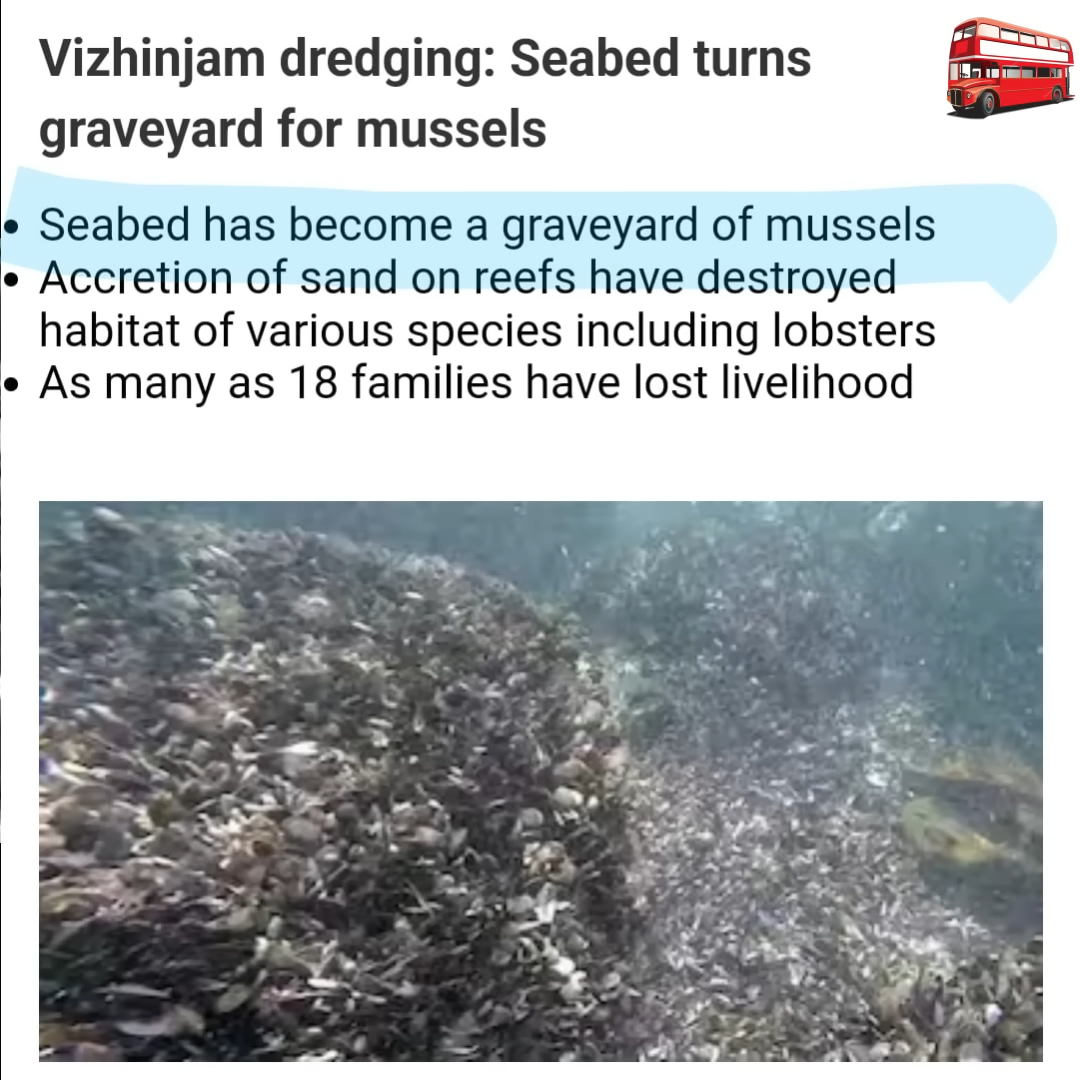 Vizhinjam dredging: Seabed turns
graveyard for mussels
• Seabed has become a graveyard of mussels
• Accretion of sand on reefs have destroyed
habitat of various species including lobsters
• As many as 18 families have lost livelihood